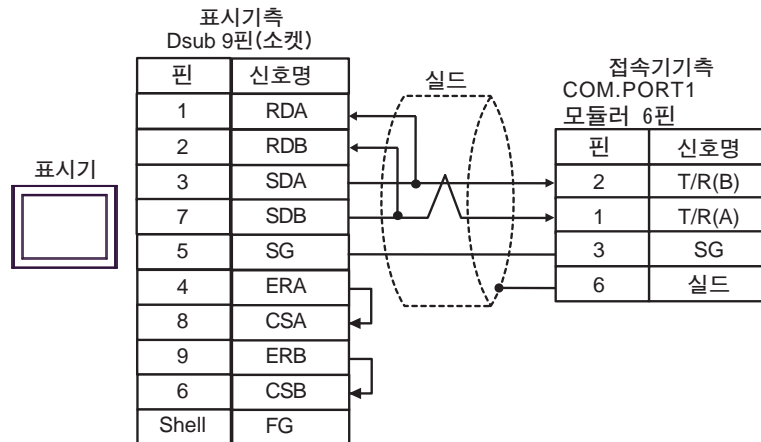 표시기측
Dsub 9핀(소켓)
핀 신호명
1 RDA
2 RDB
3 SDA
7 SDB
5 SG
4 ERA
8 CSA
9 ERB
6 CSB
Shell FG
표시기
실드
접속기기측
COM.PORT1
모듈러 6핀
핀 신호명
2 T/R(B)
1 T/R(A)
3 SG
6 실드